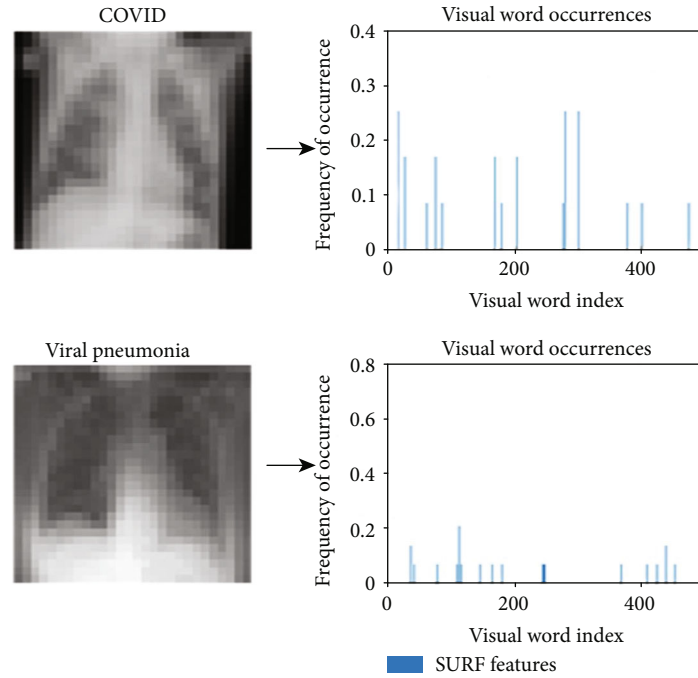 COVID
Visual word occurrences
Frequency of occurrence
0.4
0.3
0.2
0.1
0
0
200
400
Visual word index
Viral pneumonia
Visual word occurrences
Frequency of occurrence
0.8
0.6
0.4
0.2
0
0
200
400
Visual word index
SURF features